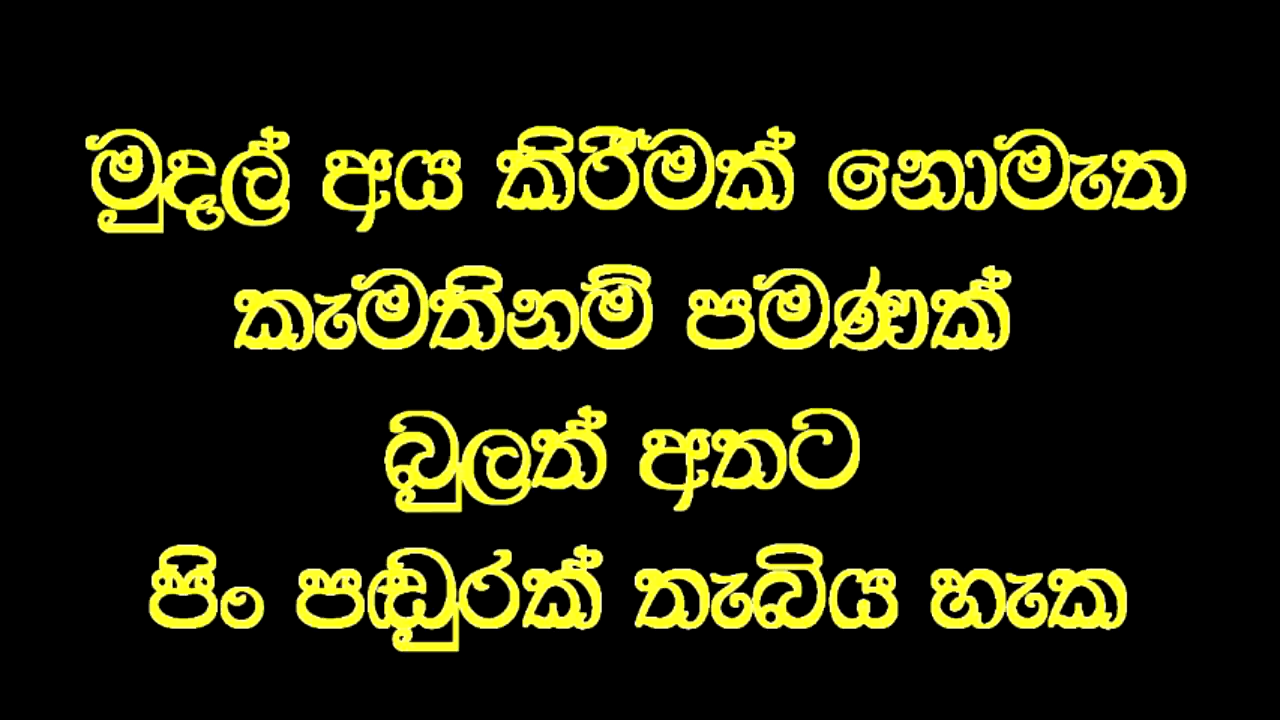 මුදල් අය කිරීමක් නොමැත
කැමතිනම් පමණක්
බුලත් අතට
පිං පඬුරක් තැබිය හැක